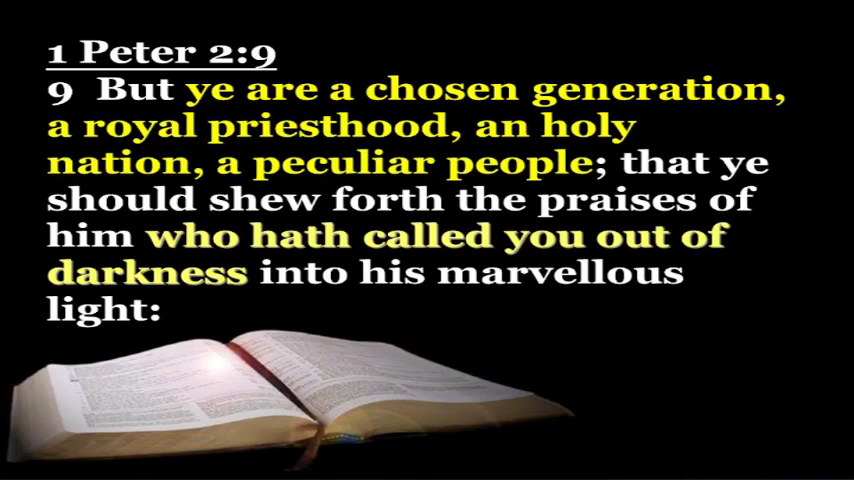 1 Peter 2:9
9 But ye are a chosen generation,
a royal priesthood, an holy
nation, a peculiar people; that ye
should shew forth the praises of
him who hath called you out of
darkness into his marvellous
light: